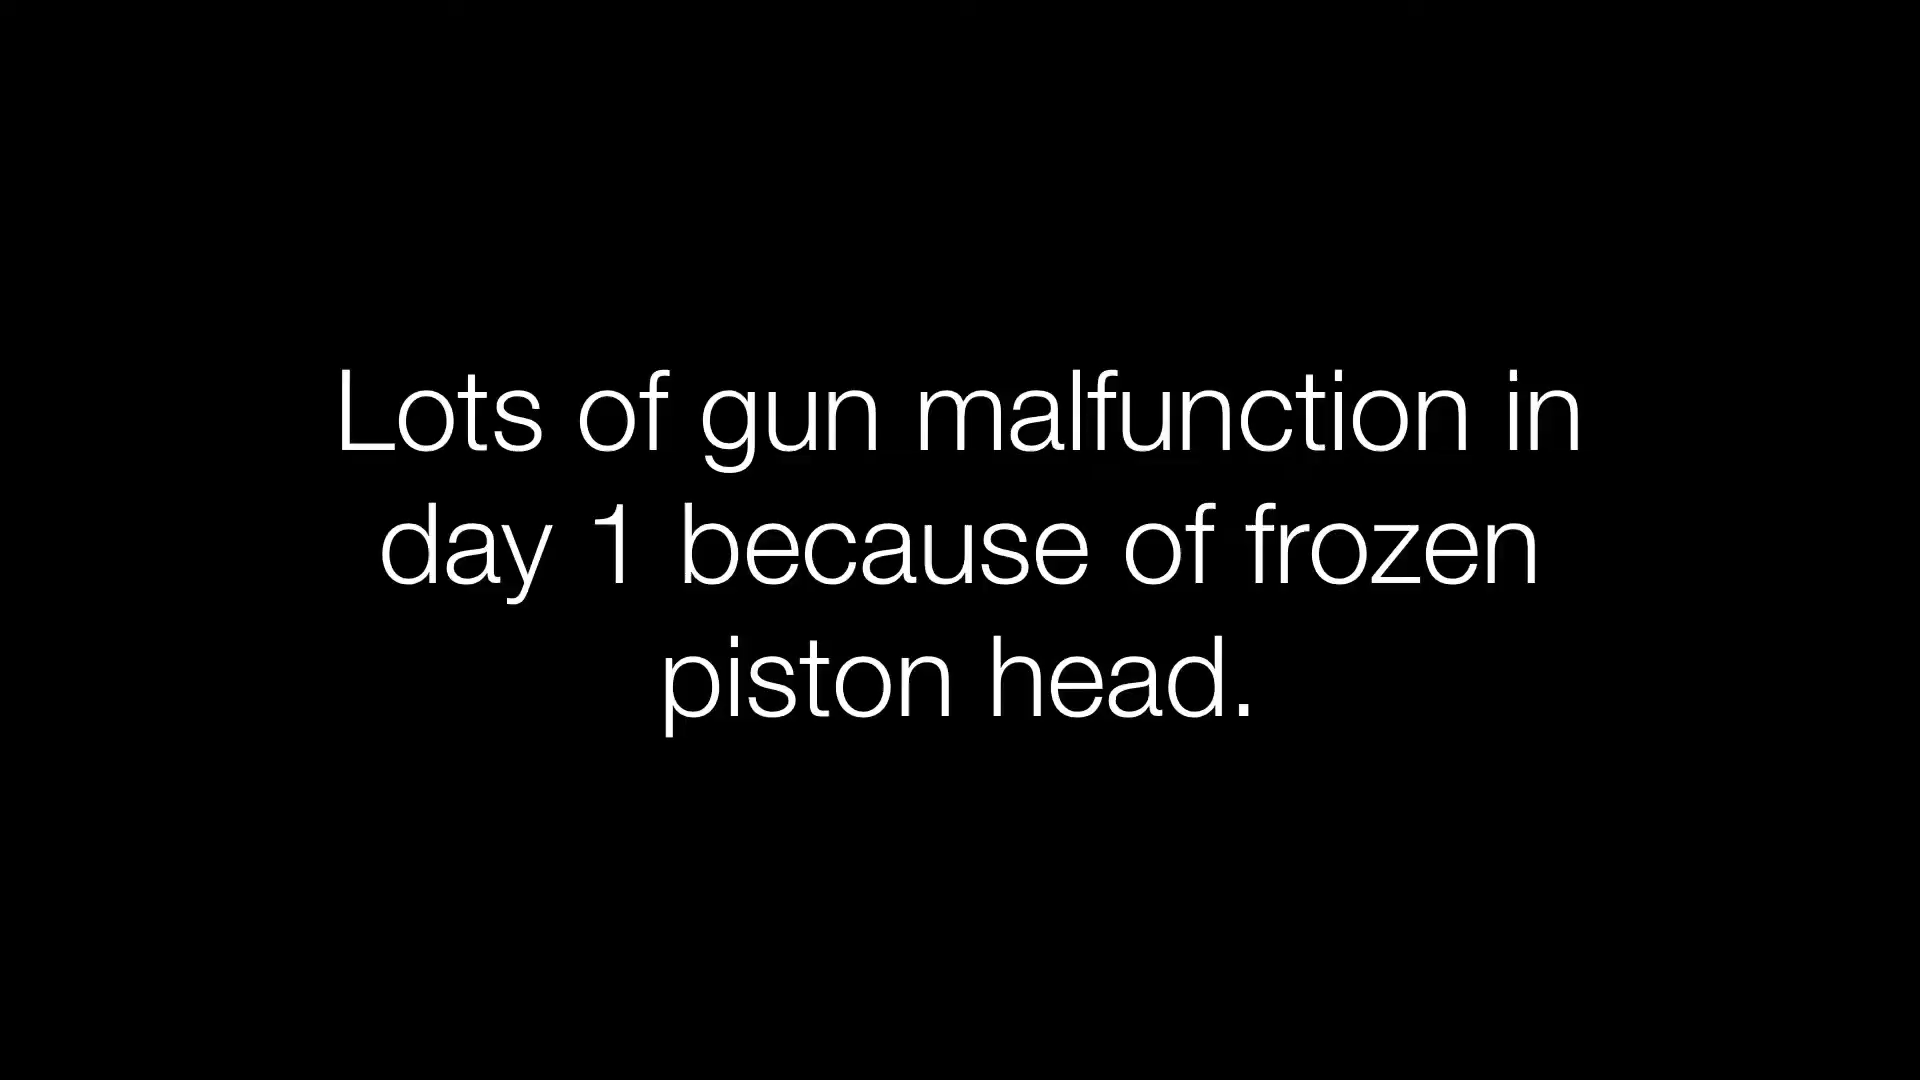 Lots of gun malfunction in
day 1 because of frozen
piston head.